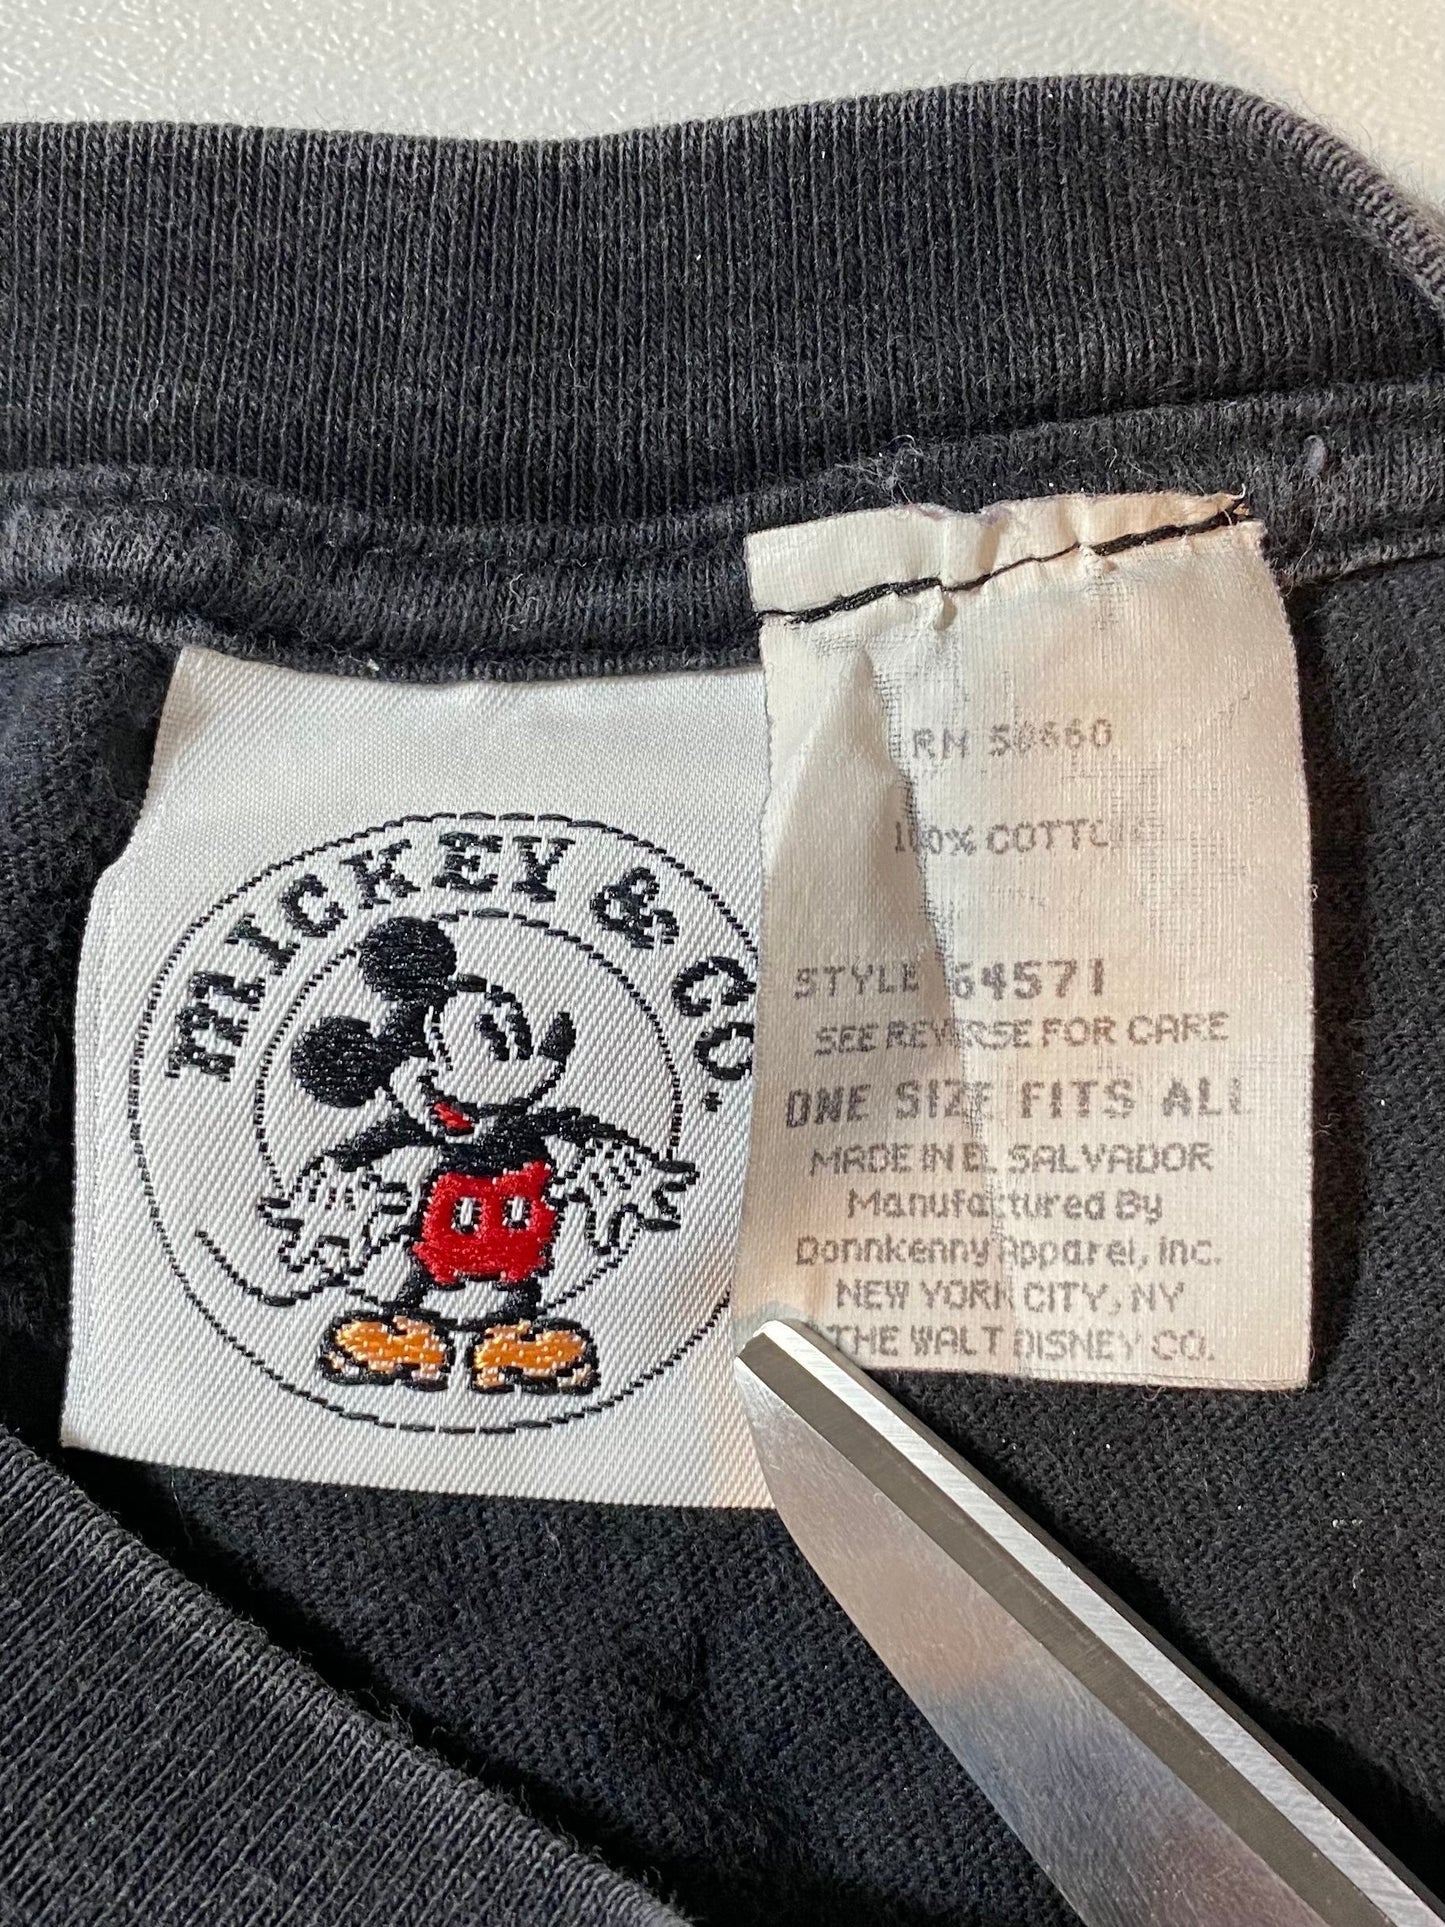 MICKEY & CO.
RN 50660
100% COTTO
STYLE 64571
SEE REVERSE FOR CARE
ONE SIZE FITS ALL
MADE IN EL SALVADOR
Manufactured By
Donnkenny Apparel, Inc.
NEW YORK CITY, NY
THE WALT DISNEY CO.